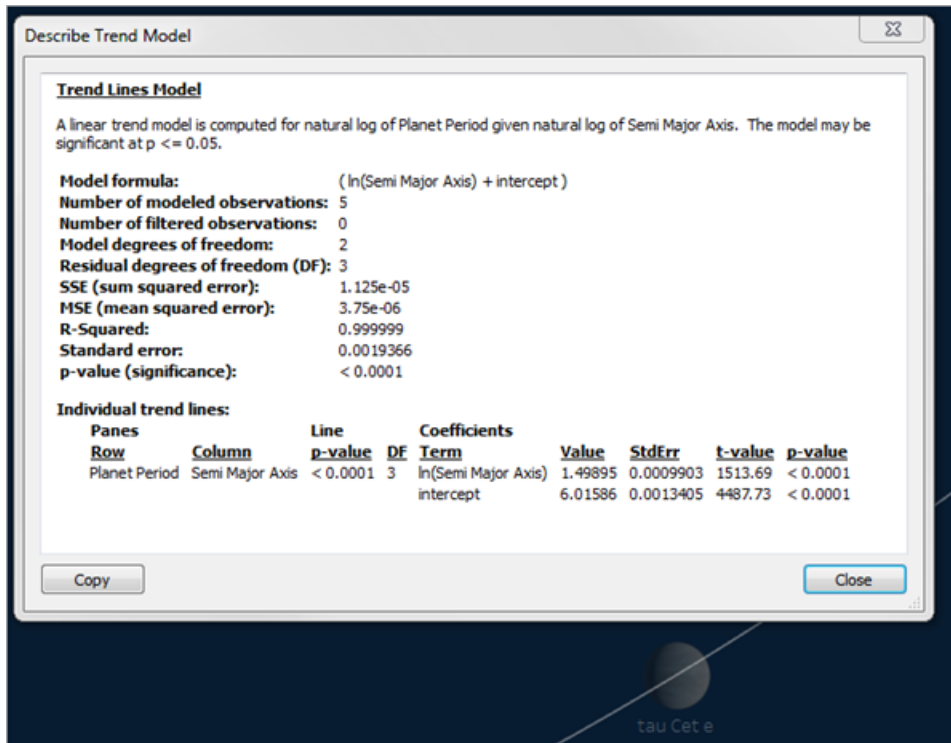 Describe Trend Model
Trend Lines Model
A linear trend model is computed for natural log of Planet Period given natural log of Semi Major Axis. The model may be
significant at p <= 0.05.
Model formula: ( ln(Semi Major Axis) + intercept )
Number of modeled observations: 5
Number of filtered observations: 0
Model degrees of freedom: 2
Residual degrees of freedom (DF): 3
SSE (sum squared error): 1.125e-05
MSE (mean squared error): 3.75e-06
R-Squared: 0.999999
Standard error: 0.0019366
p-value (significance): < 0.0001
Individual trend lines:
Panes Line Coefficients
Row Column p-value DF Term Value StdErr t-value p-value
Planet Period Semi Major Axis < 0.0001 3 ln(Semi Major Axis) 1.49895 0.0009903 1513.69 < 0.0001
intercept 6.01586 0.0013405 4487.73 < 0.0001
Copy Close
tau Cet e